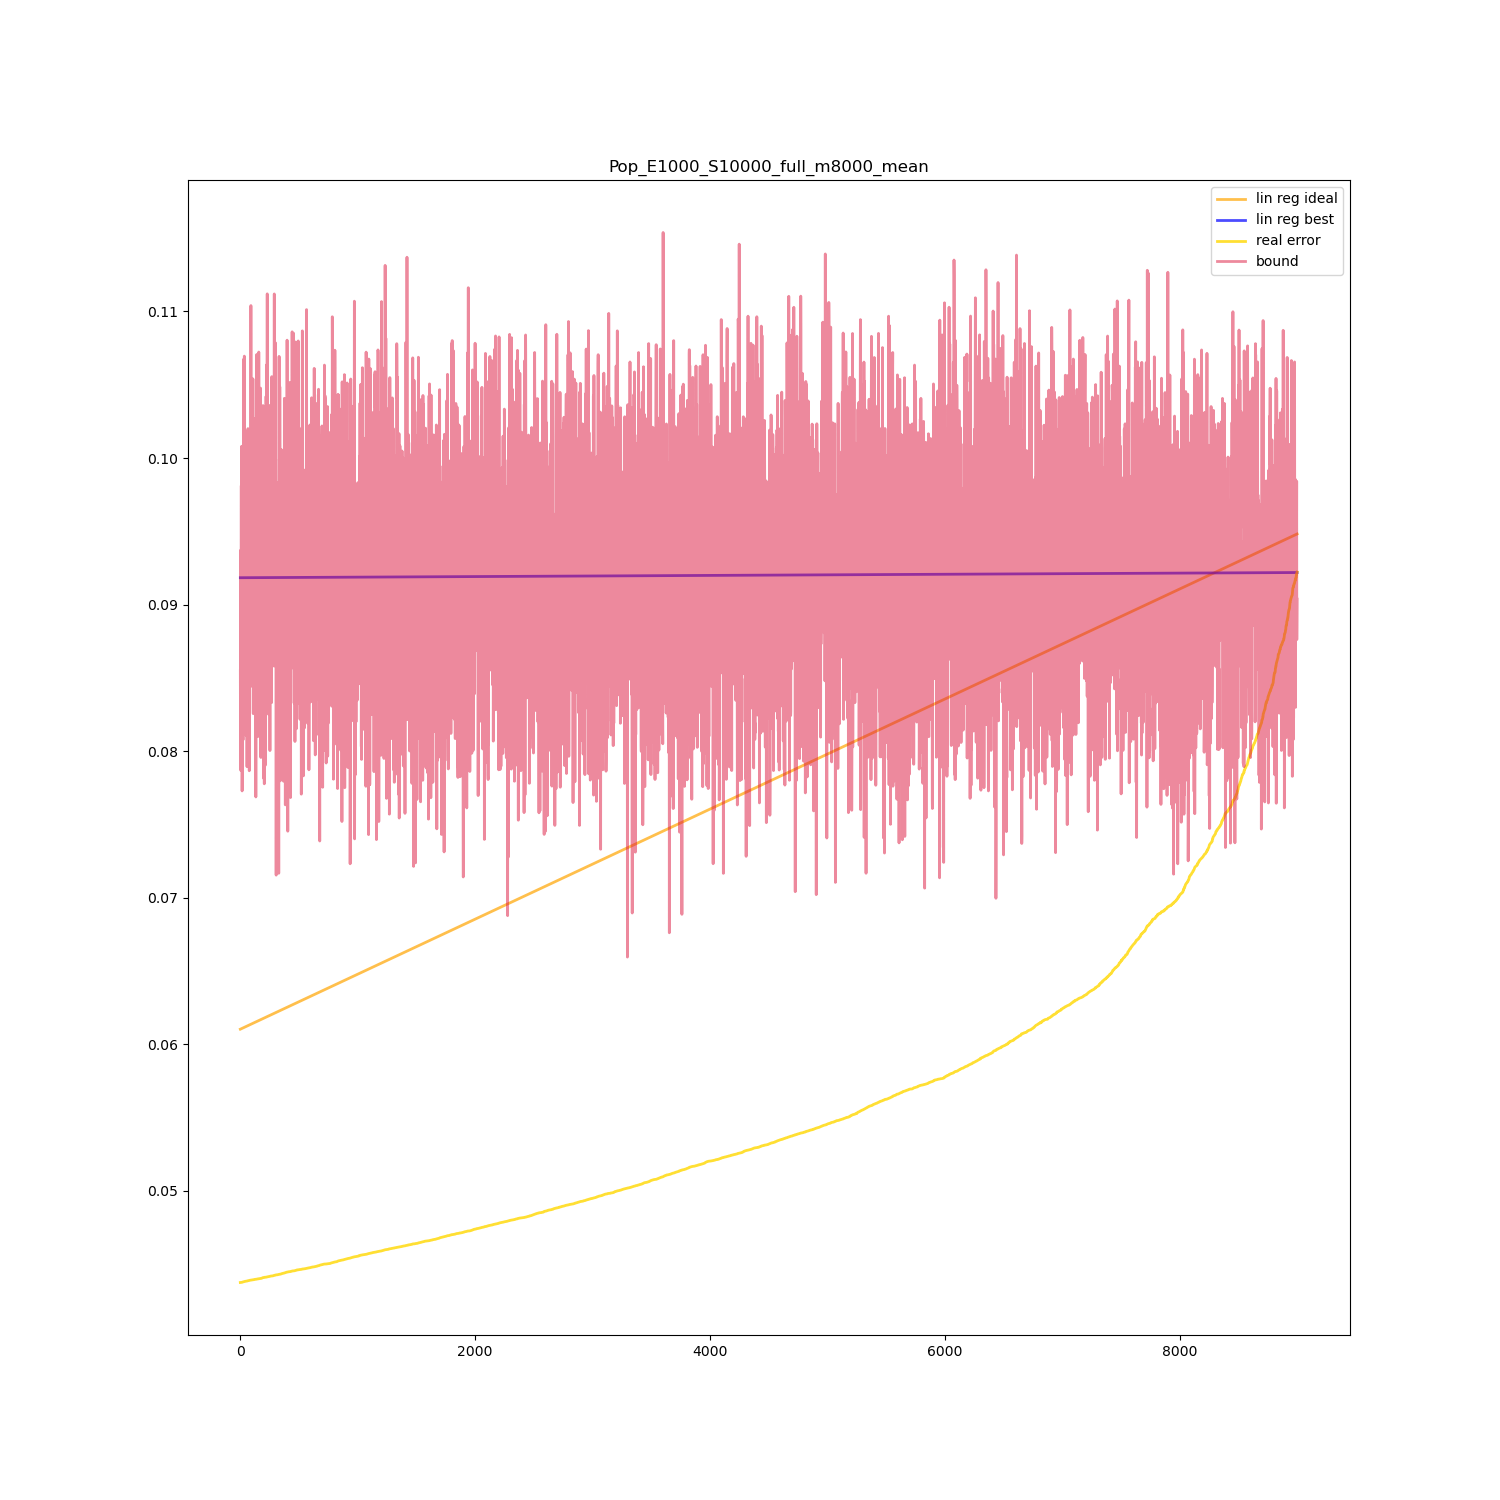 Pop_E1000_S10000_full_m8000_mean
lin reg ideal
lin reg best
real error
bound
0.11
0.10
0.09
0.08
0.07
0.06
0.05
0
2000
4000
6000
8000